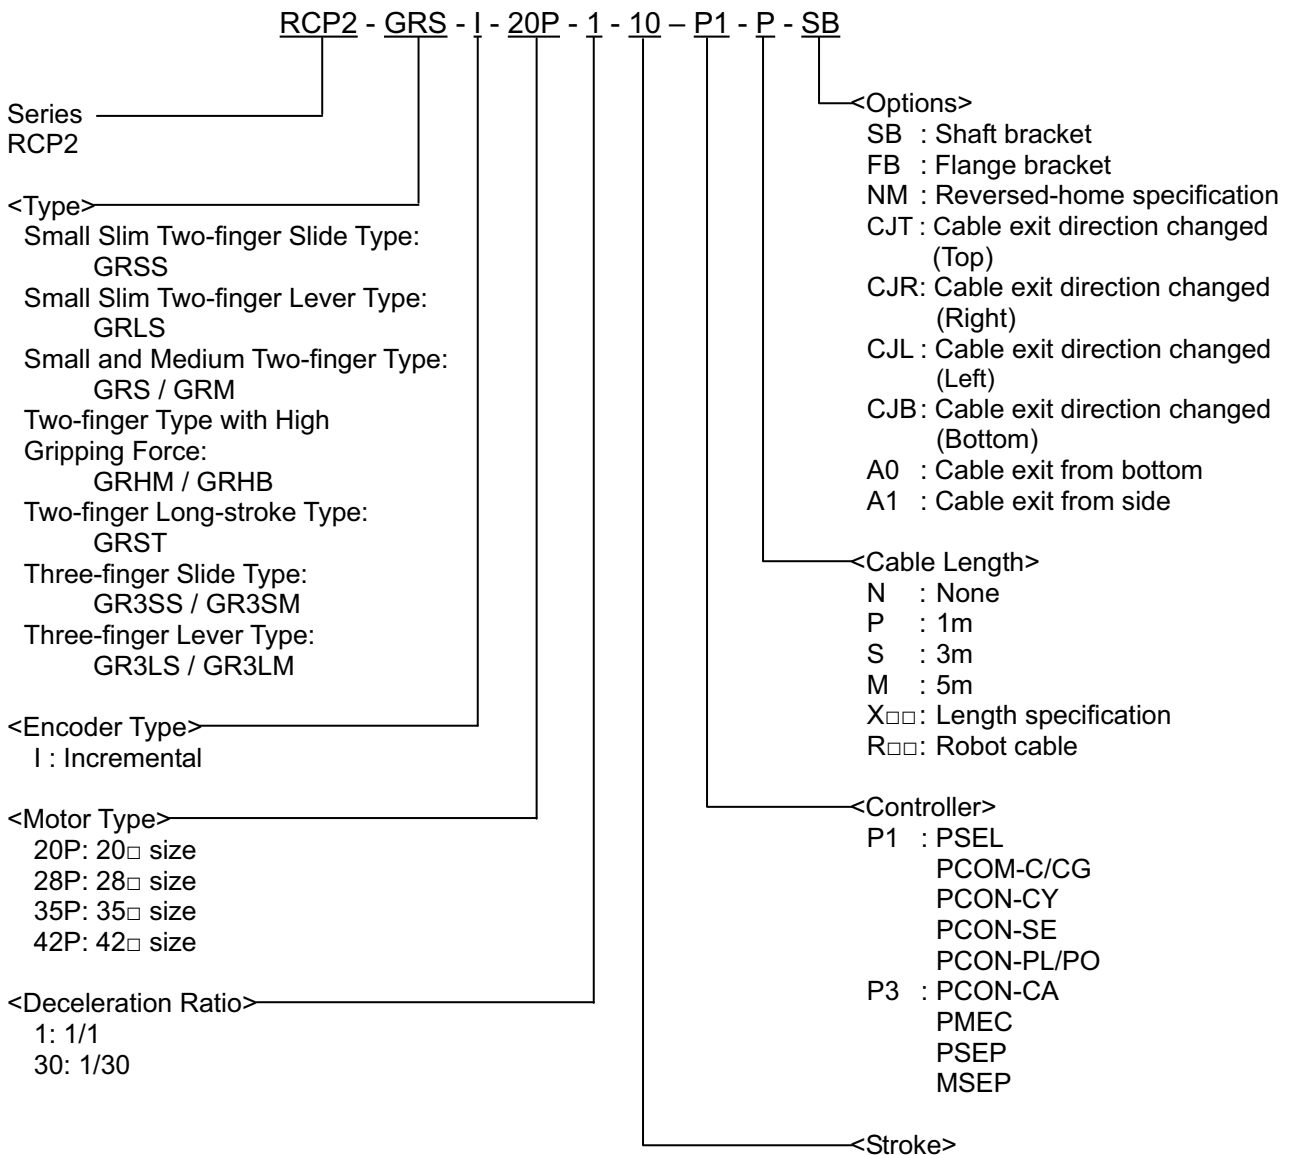 RCP2 - GRS - I - 20P - 1 - 10 – P1 - P - SB
Series
RCP2
<Type>
Small Slim Two-finger Slide Type:
GRSS
Small Slim Two-finger Lever Type:
GRLS
Small and Medium Two-finger Type:
GRS / GRM
Two-finger Type with High
Gripping Force:
GRHM / GRHB
Two-finger Long-stroke Type:
GRST
Three-finger Slide Type:
GR3SS / GR3SM
Three-finger Lever Type:
GR3LS / GR3LM
<Encoder Type>
I : Incremental
<Motor Type>
20P: 20□ size
28P: 28□ size
35P: 35□ size
42P: 42□ size
<Deceleration Ratio>
1: 1/1
30: 1/30
<Options>
SB : Shaft bracket
FB : Flange bracket
NM : Reversed-home specification
CJT : Cable exit direction changed
(Top)
CJR: Cable exit direction changed
(Right)
CJL : Cable exit direction changed
(Left)
CJB : Cable exit direction changed
(Bottom)
A0 : Cable exit from bottom
A1 : Cable exit from side
<Cable Length>
N : None
P : 1m
S : 3m
M : 5m
X□□: Length specification
R□□: Robot cable
<Controller>
P1 : PSEL
PCOM-C/CG
PCON-CY
PCON-SE
PCON-PL/PO
P3 : PCON-CA
PMEC
PSEP
MSEP
<Stroke>